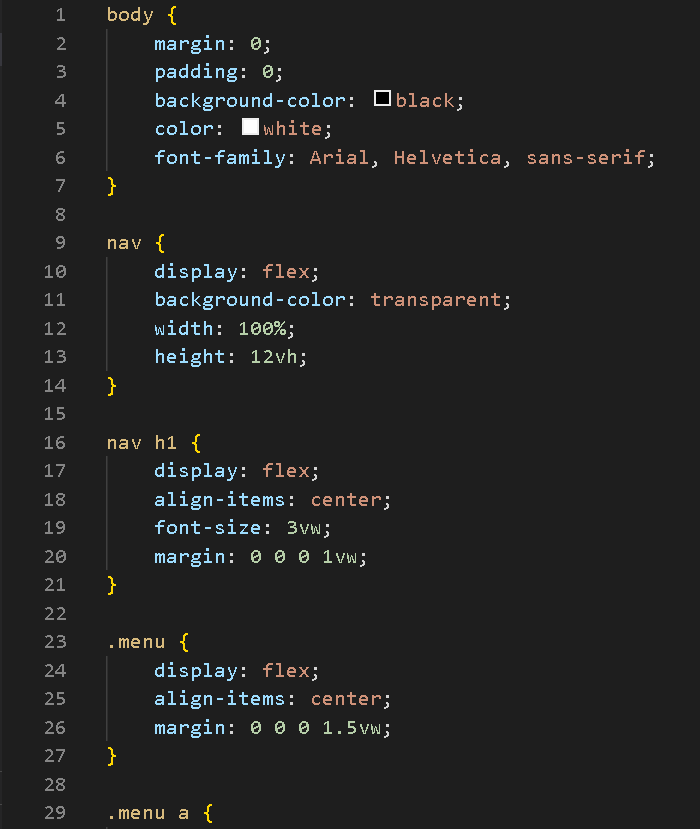 1 body {
2     margin: 0;
3     padding: 0;
4     background-color: black;
5     color: white;
6     font-family: Arial, Helvetica, sans-serif;
7 }
8
9 nav {
10     display: flex;
11     background-color: transparent;
12     width: 100%;
13     height: 12vh;
14 }
15
16 nav h1 {
17     display: flex;
18     align-items: center;
19     font-size: 3vw;
20     margin: 0 0 0 1vw;
21 }
22
23 .menu {
24     display: flex;
25     align-items: center;
26     margin: 0 0 0 1.5vw;
27 }
28
29 .menu a {